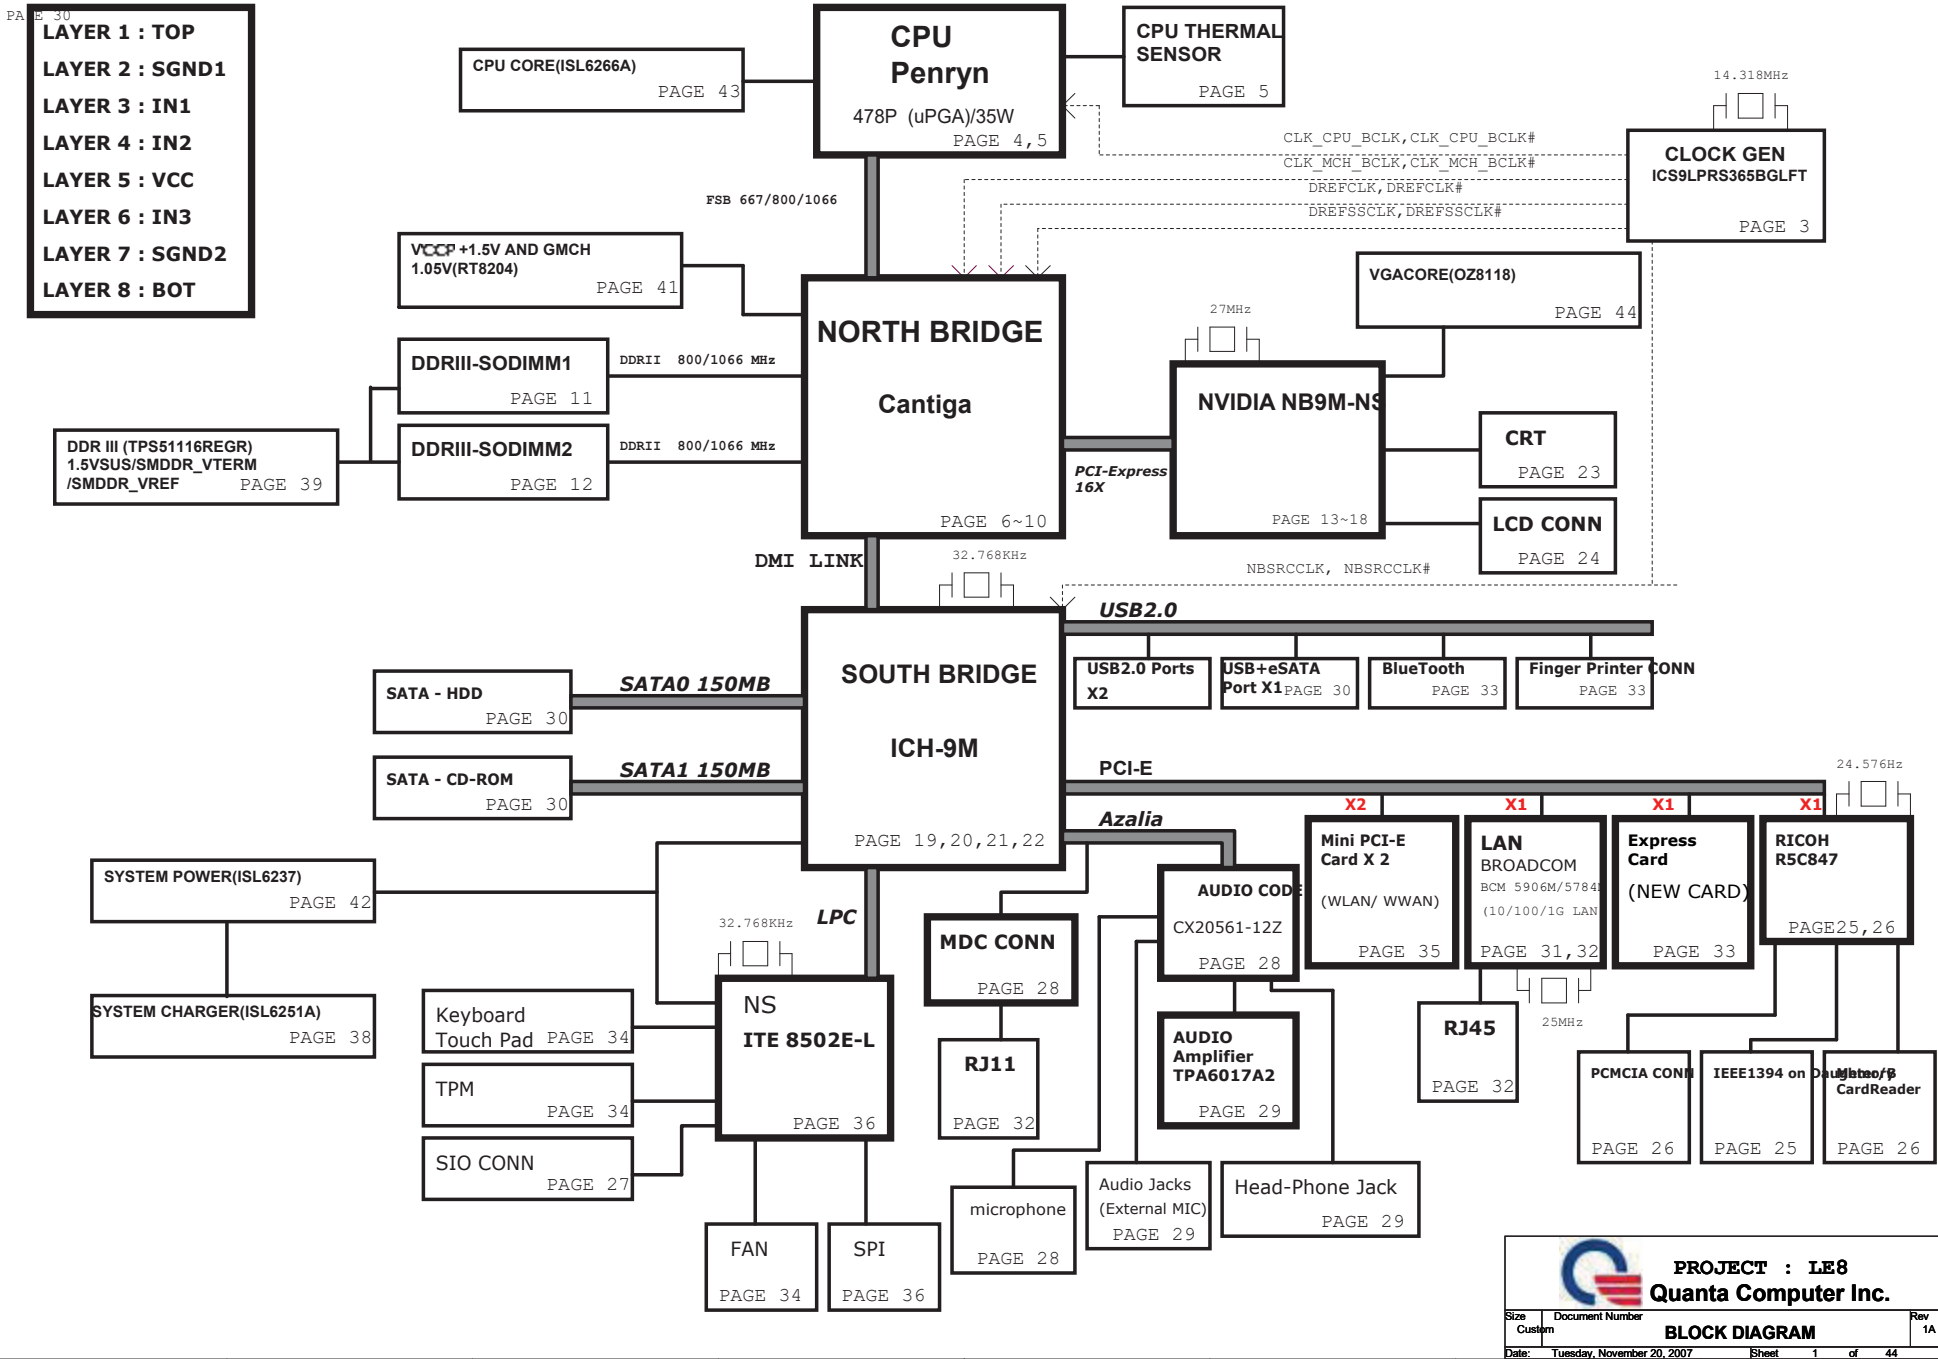 PA E 30
LAYER 1 : TOP
LAYER 2 : SGND1
LAYER 3 : IN1
LAYER 4 : IN2
LAYER 5 : VCC
LAYER 6 : IN3
LAYER 7 : SGND2
LAYER 8 : BOT
CPU CORE(ISL6266A)
PAGE 43
CPU
Penryn
478P (uPGA)/35W
PAGE 4,5
CPU THERMAL
SENSOR
PAGE 5
14.318MHz
CLOCK GEN
ICS9LPRS365BGLFT
PAGE 3
CLK_CPU_BCLK,CLK_CPU_BCLK#
CLK_MCH_BCLK,CLK_MCH_BCLK#
DREFCLK,DREFCLK#
DREFSSCLK,DREFSSCLK#
FSB 667/800/1066
VCCP +1.5V AND GMCH
1.05V(RT8204)
PAGE 41
NORTH BRIDGE
Cantiga
PAGE 6~10
VGACORE(OZ8118)
PAGE 44
27MHz
NVIDIA NB9M-NS
PAGE 13~18
DDRIII-SODIMM1
PAGE 11
DDRII 800/1066 MHz
DDRIII-SODIMM2
PAGE 12
DDRII 800/1066 MHz
DDR III (TPS51116REGR)
1.5VSUS/SMDDR_VTERM
/SMDDR_VREF PAGE 39
PCI-Express
16X
CRT
PAGE 23
LCD CONN
PAGE 24
DMI LINK
32.768KHz
NBSRCCLK, NBSRCCLK#
USB2.0
USB2.0 Ports
X2
USB+eSATA
Port X1 PAGE 30
BlueTooth
PAGE 33
Finger Printer CONN
PAGE 33
SOUTH BRIDGE
ICH-9M
PAGE 19,20,21,22
SATA - HDD
PAGE 30
SATA0 150MB
SATA - CD-ROM
PAGE 30
SATA1 150MB
PCI-E
24.576Hz
X2
X1
X1
X1
Azalia
Mini PCI-E
Card X 2
(WLAN/ WWAN)
PAGE 35
LAN
BROADCOM
BCM 5906M/5784M
(10/100/1G LAN
PAGE 31,32
Express
Card
(NEW CARD)
PAGE 33
RICOH
R5C847
PAGE25,26
SYSTEM POWER(ISL6237)
PAGE 42
SYSTEM CHARGER(ISL6251A)
PAGE 38
LPC
32.768KHz
NS
ITE 8502E-L
PAGE 36
MDC CONN
PAGE 28
AUDIO CODE
CX20561-12Z
PAGE 28
Keyboard
Touch Pad PAGE 34
TPM
PAGE 34
SIO CONN
PAGE 27
FAN
PAGE 34
SPI
PAGE 36
RJ11
PAGE 32
AUDIO
Amplifier
TPA6017A2
PAGE 29
RJ45
PAGE 32
25MHz
PCMCIA CONN
PAGE 26
IEEE1394 on Daughter/B
PAGE 25
Memory
CardReader
PAGE 26
microphone
PAGE 28
Audio Jacks
(External MIC)
PAGE 29
Head-Phone Jack
PAGE 29
PROJECT : LE8
Quanta Computer Inc.
Size Document Number Rev
Custom BLOCK DIAGRAM 1A
Date: Tuesday, November 20, 2007 Sheet 1 of 44